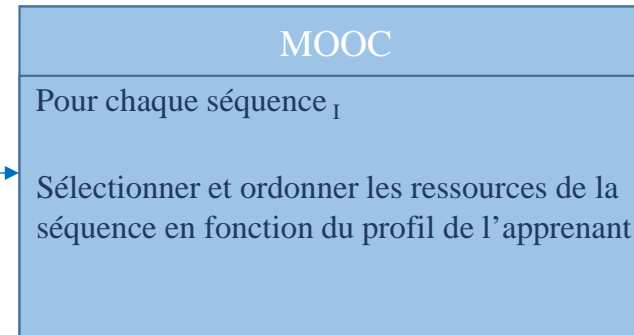 MOOC
Pour chaque séquence I
Sélectionner et ordonner les ressources de la
séquence en fonction du profil de l’apprenant